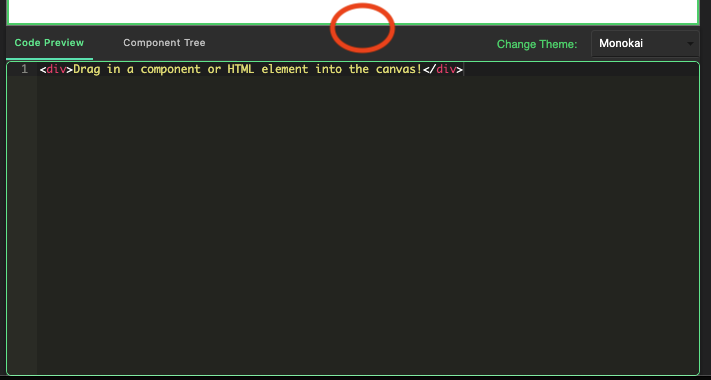 Code Preview Component Tree Change Theme: Monokai
1 <div>Drag in a component or HTML element into the canvas!</div>